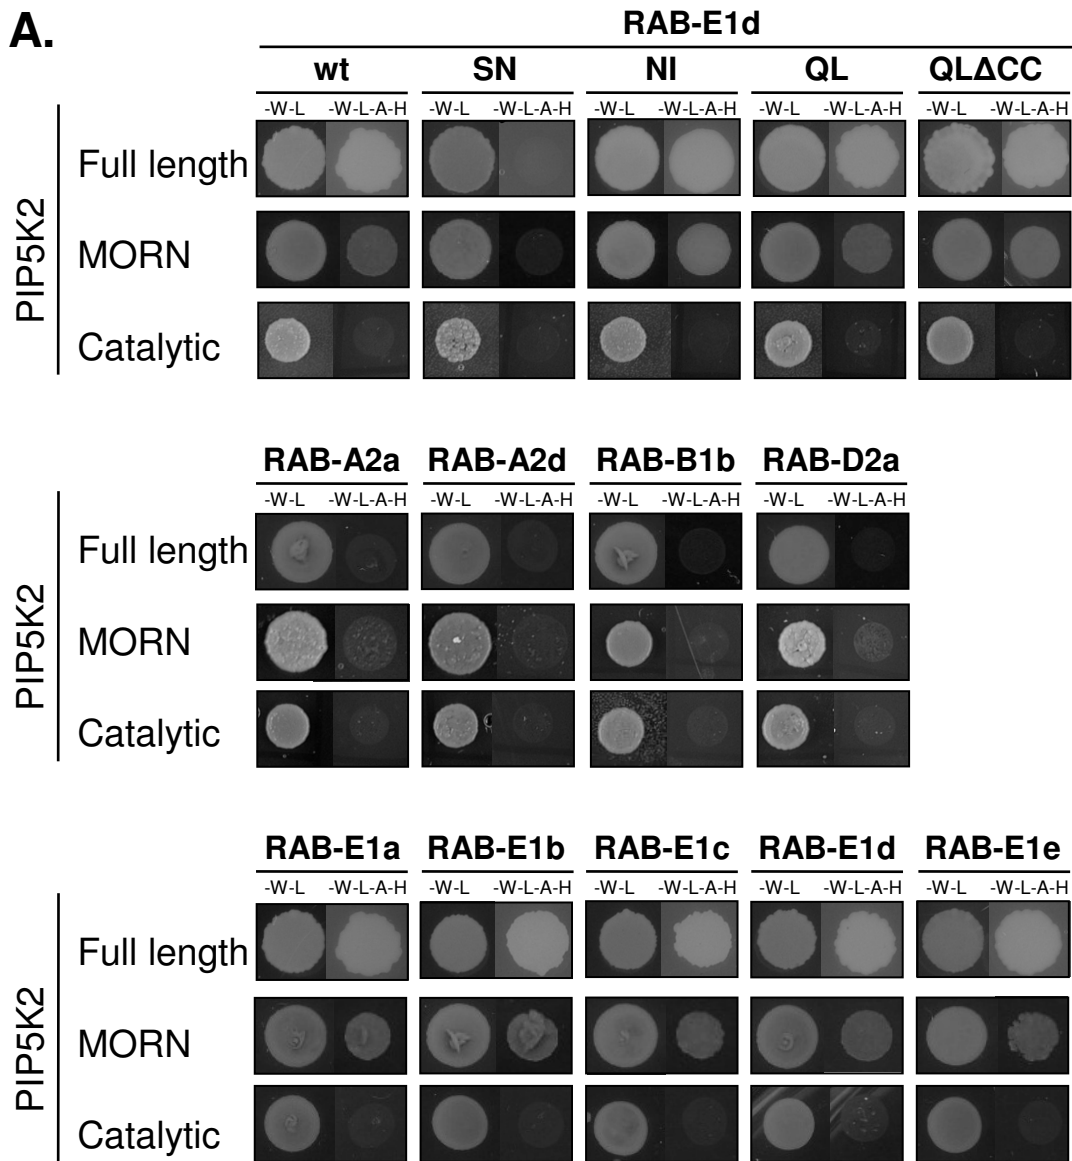 A.
RAB-E1d
wt SN NI QL QLΔCC
-W-L -W-L-A-H -W-L -W-L-A-H -W-L -W-L-A-H -W-L -W-L-A-H -W-L -W-L-A-H
PIP5K2
Full length
MORN
Catalytic
RAB-A2a RAB-A2d RAB-B1b RAB-D2a
-W-L -W-L-A-H -W-L -W-L-A-H -W-L -W-L-A-H -W-L -W-L-A-H
PIP5K2
Full length
MORN
Catalytic
RAB-E1a RAB-E1b RAB-E1c RAB-E1d RAB-E1e
-W-L -W-L-A-H -W-L -W-L-A-H -W-L -W-L-A-H -W-L -W-L-A-H -W-L -W-L-A-H
PIP5K2
Full length
MORN
Catalytic